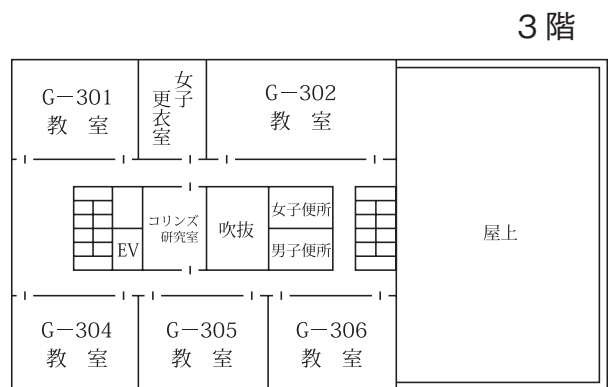 3階
G－301
教 室
女子
更衣室
G－302
教 室
EV
コリンズ
研究室
吹抜
女子便所
男子便所
屋上
G－304
教 室
G－305
教 室
G－306
教 室